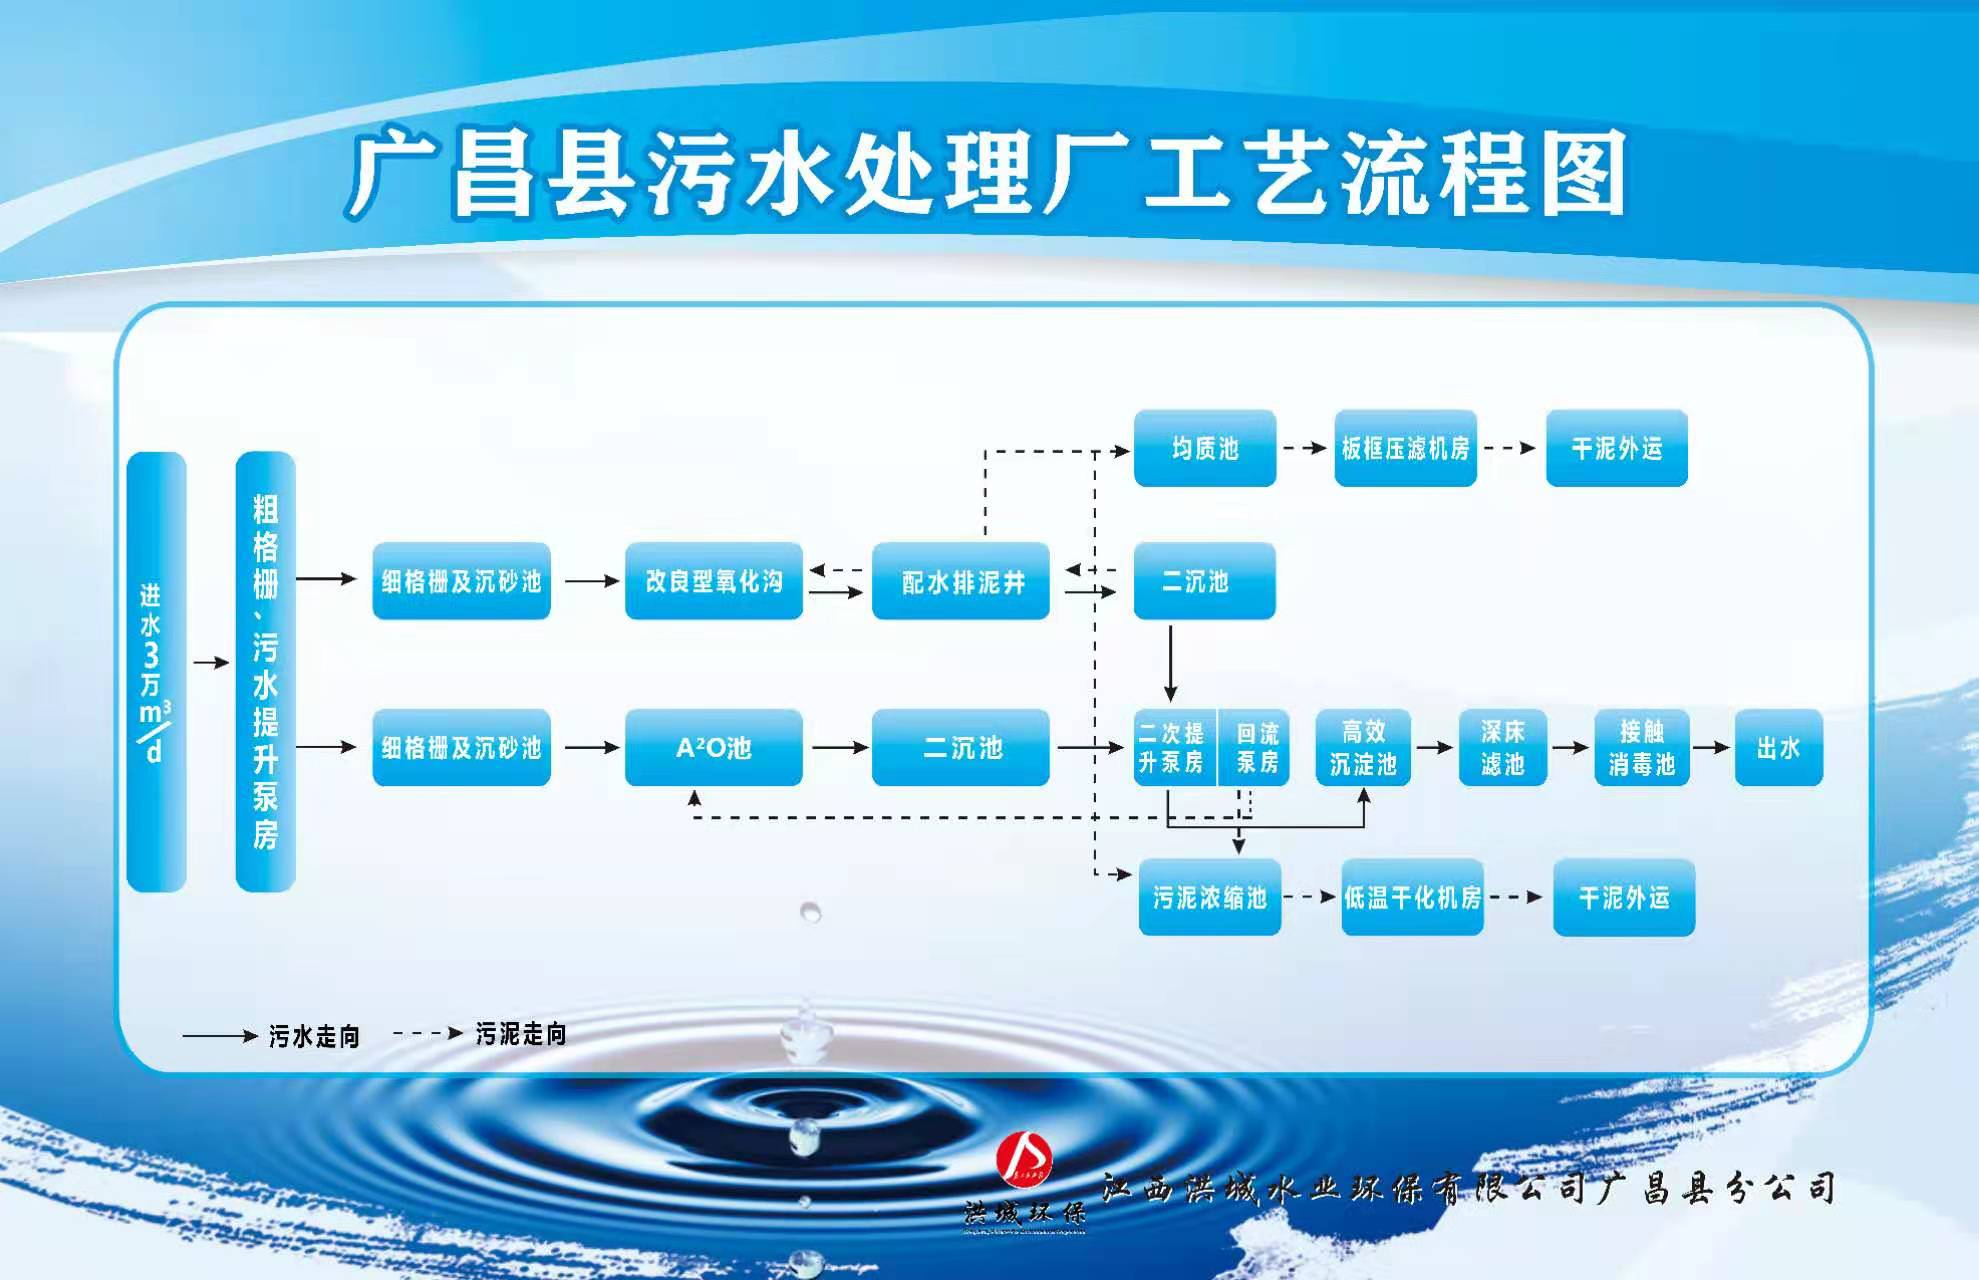 广昌县污水处理厂工艺流程图
进水3万m³/d
粗格栅、污水提升泵房
均质池
板框压滤机房
干泥外运
细格栅及沉砂池
改良型氧化沟
配水排泥井
二沉池
细格栅及沉砂池
A²O池
二沉池
二次提
升泵房
回流
泵房
高效
沉淀池
深床
滤池
接触
消毒池
出水
污泥浓缩池
低温干化机房
干泥外运
污水走向
污泥走向
洪城环保
江西洪城水业环保有限公司广昌县分公司